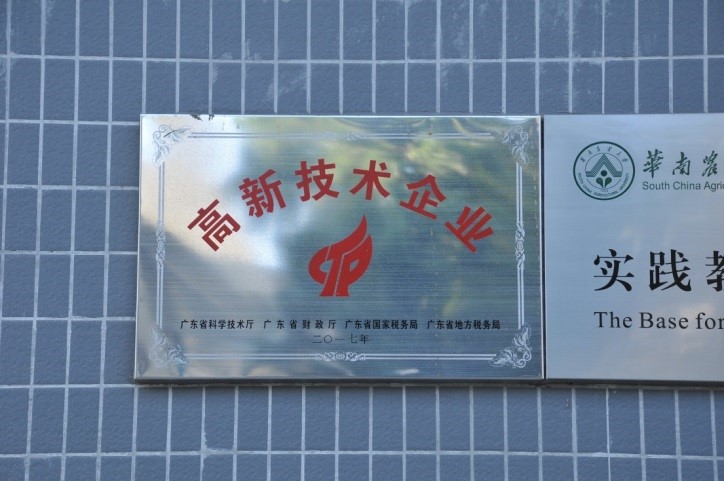 高新技术企业
广东省科学技术厅 广东省财政厅 广东省国家税务局 广东省地方税务局
二〇一七年
華南農
South China Agri
实践教
The Base for